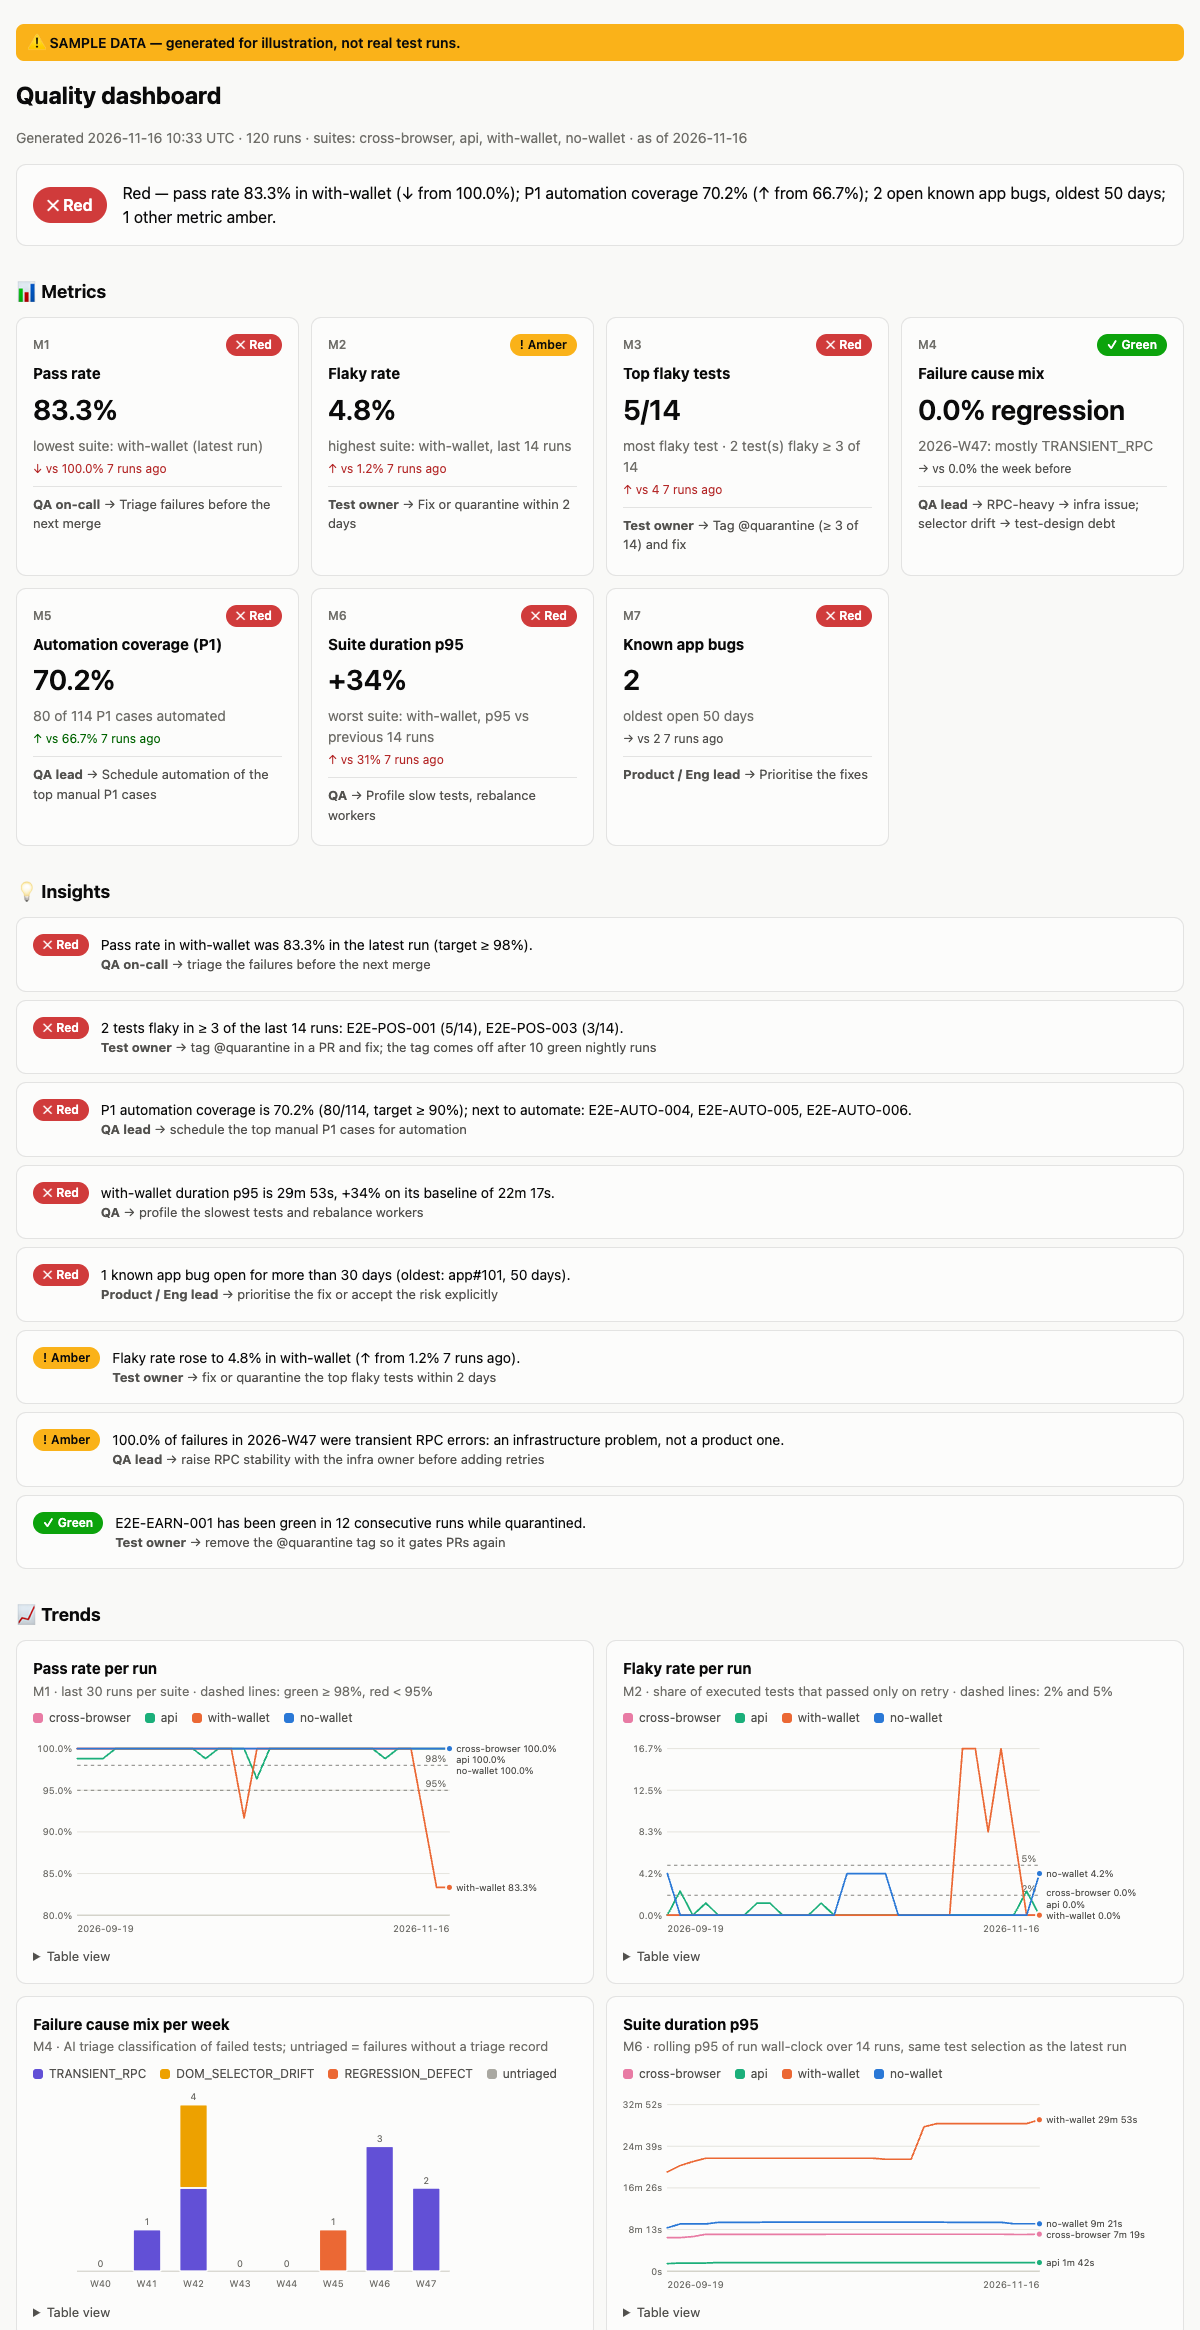 ⚠️ SAMPLE DATA — generated for illustration, not real test runs.
Quality dashboard
Generated 2026-11-16 10:33 UTC · 120 runs · suites: cross-browser, api, with-wallet, no-wallet · as of 2026-11-16
✕ Red
Red — pass rate 83.3% in with-wallet (↓ from 100.0%); P1 automation coverage 70.2% (↑ from 66.7%); 2 open known app bugs, oldest 50 days;
1 other metric amber.
📊 Metrics
M1
✕ Red
Pass rate
83.3%
lowest suite: with-wallet (latest run)
↓ vs 100.0% 7 runs ago
QA on-call → Triage failures before the
next merge
M2
! Amber
Flaky rate
4.8%
highest suite: with-wallet, last 14 runs
↑ vs 1.2% 7 runs ago
Test owner → Fix or quarantine within 2
days
M3
✕ Red
Top flaky tests
5/14
most flaky test · 2 test(s) flaky ≥ 3 of
14
↑ vs 4 7 runs ago
Test owner → Tag @quarantine (≥ 3 of
14) and fix
M4
✓ Green
Failure cause mix
0.0% regression
2026-W47: mostly TRANSIENT_RPC
→ vs 0.0% the week before
QA lead → RPC-heavy → infra issue;
selector drift → test-design debt
M5
✕ Red
Automation coverage (P1)
70.2%
80 of 114 P1 cases automated
↑ vs 66.7% 7 runs ago
QA lead → Schedule automation of the
top manual P1 cases
M6
✕ Red
Suite duration p95
+34%
worst suite: with-wallet, p95 vs
previous 14 runs
↑ vs 31% 7 runs ago
QA → Profile slow tests, rebalance
workers
M7
✕ Red
Known app bugs
2
oldest open 50 days
→ vs 2 7 runs ago
Product / Eng lead → Prioritise the fixes
💡 Insights
✕ Red
Pass rate in with-wallet was 83.3% in the latest run (target ≥ 98%).
QA on-call → triage the failures before the next merge
✕ Red
2 tests flaky in ≥ 3 of the last 14 runs: E2E-POS-001 (5/14), E2E-POS-003 (3/14).
Test owner → tag @quarantine in a PR and fix; the tag comes off after 10 green nightly runs
✕ Red
P1 automation coverage is 70.2% (80/114, target ≥ 90%); next to automate: E2E-AUTO-004, E2E-AUTO-005, E2E-AUTO-006.
QA lead → schedule the top manual P1 cases for automation
✕ Red
with-wallet duration p95 is 29m 53s, +34% on its baseline of 22m 17s.
QA → profile the slowest tests and rebalance workers
✕ Red
1 known app bug open for more than 30 days (oldest: app#101, 50 days).
Product / Eng lead → prioritise the fix or accept the risk explicitly
! Amber
Flaky rate rose to 4.8% in with-wallet (↑ from 1.2% 7 runs ago).
Test owner → fix or quarantine the top flaky tests within 2 days
! Amber
100.0% of failures in 2026-W47 were transient RPC errors: an infrastructure problem, not a product one.
QA lead → raise RPC stability with the infra owner before adding retries
✓ Green
E2E-EARN-001 has been green in 12 consecutive runs while quarantined.
Test owner → remove the @quarantine tag so it gates PRs again
📈 Trends
Pass rate per run
M1 · last 30 runs per suite · dashed lines: green ≥ 98%, red < 95%
cross-browser api with-wallet no-wallet
100.0%
95.0%
90.0%
85.0%
80.0%
98%
95%
cross-browser 100.0%
api 100.0%
no-wallet 100.0%
with-wallet 83.3%
2026-09-19
2026-11-16
▶ Table view
Flaky rate per run
M2 · share of executed tests that passed only on retry · dashed lines: 2% and 5%
cross-browser api with-wallet no-wallet
16.7%
12.5%
8.3%
4.2%
0.0%
5%
2%
no-wallet 4.2%
cross-browser 0.0%
api 0.0%
with-wallet 0.0%
2026-09-19
2026-11-16
▶ Table view
Failure cause mix per week
M4 · AI triage classification of failed tests; untriaged = failures without a triage record
TRANSIENT_RPC DOM_SELECTOR_DRIFT REGRESSION_DEFECT untriaged
0
1
4
0
0
1
3
2
W40 W41 W42 W43 W44 W45 W46 W47
▶ Table view
Suite duration p95
M6 · rolling p95 of run wall-clock over 14 runs, same test selection as the latest run
cross-browser api with-wallet no-wallet
32m 52s
24m 39s
16m 26s
8m 13s
0s
with-wallet 29m 53s
no-wallet 9m 21s
cross-browser 7m 19s
api 1m 42s
2026-09-19
2026-11-16
▶ Table view